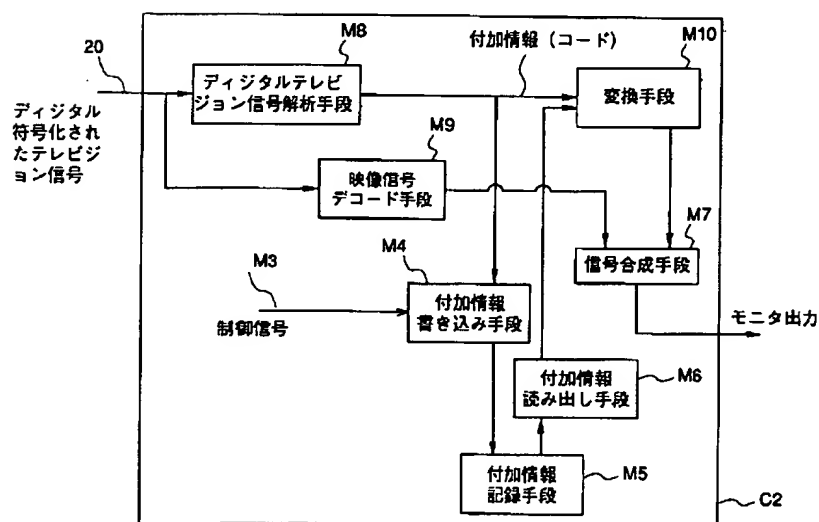 M8
付加情報（コード）
M10
20
ディジタルテレビ
ジョン信号解析手段
変換手段
ディジタル
符号化され
たテレビジ
ョン信号
M9
映像信号
デコード手段
M7
信号合成手段
M3
M4
制御信号
付加情報
書き込み手段
モニタ出力
付加情報
読み出し手段
M6
付加情報
記録手段
M5
C2